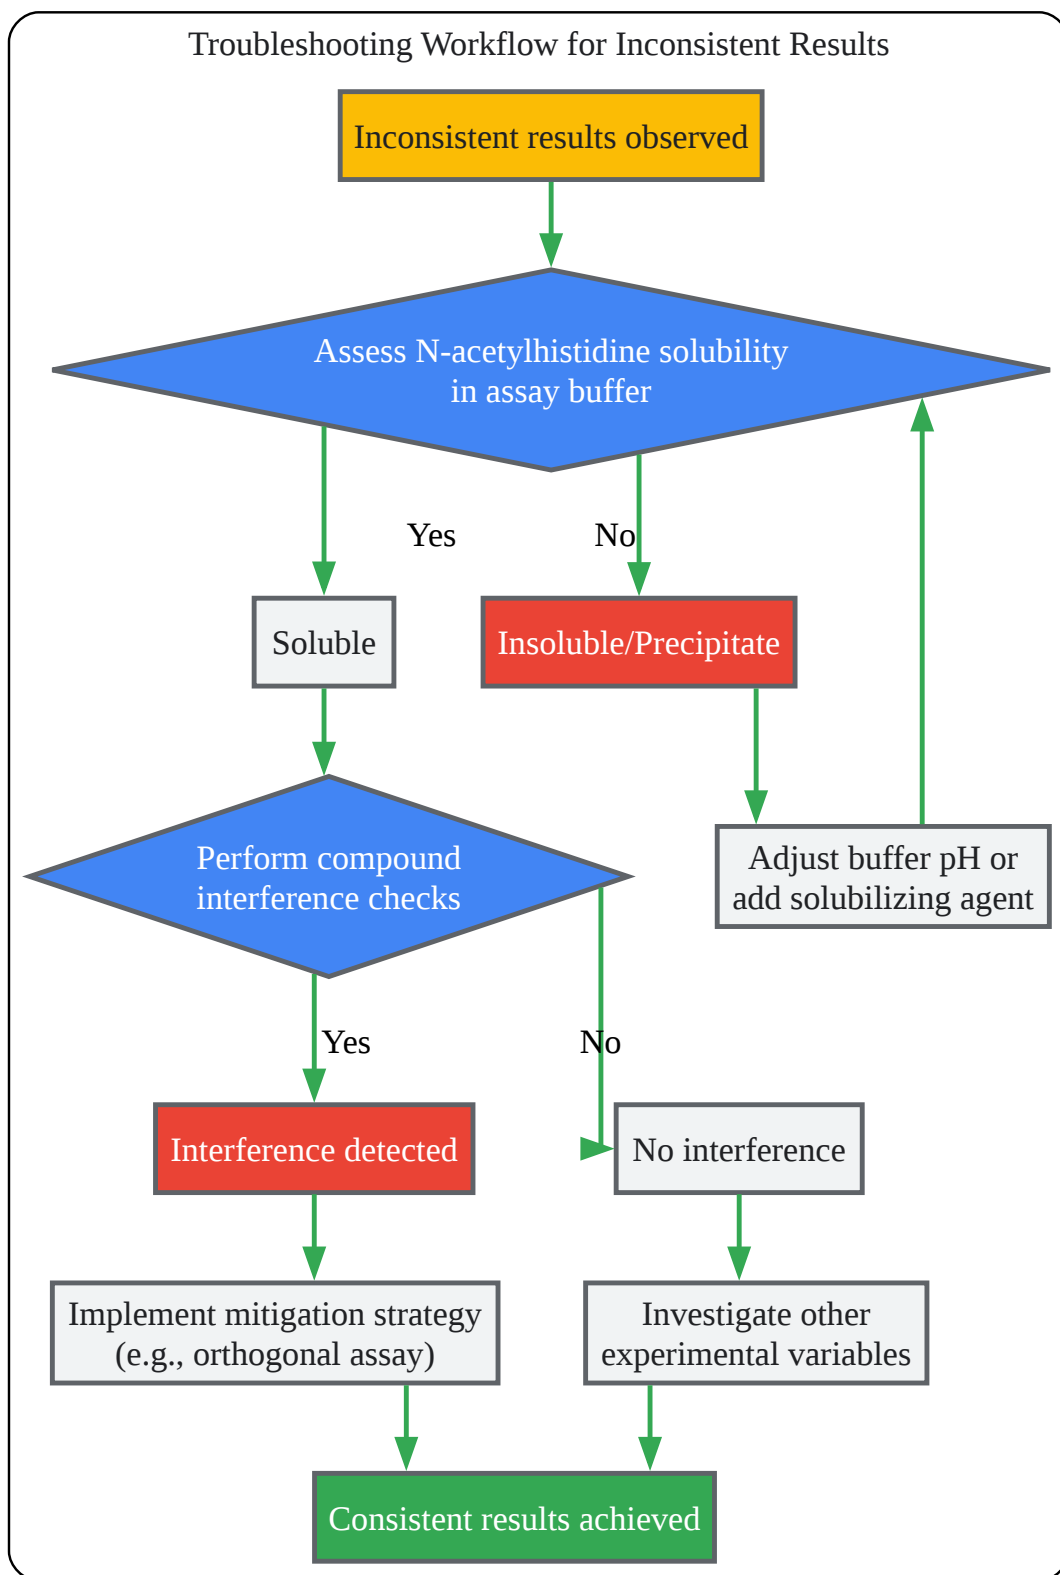 Troubleshooting Workflow for Inconsistent Results
Inconsistent results observed
Assess N-acetylhistidine solubility
in assay buffer
Yes
No
Soluble
Insoluble/Precipitate
Adjust buffer pH or
add solubilizing agent
Perform compound
interference checks
Yes
No
Interference detected
No interference
Implement mitigation strategy
(e.g., orthogonal assay)
Investigate other
experimental variables
Consistent results achieved